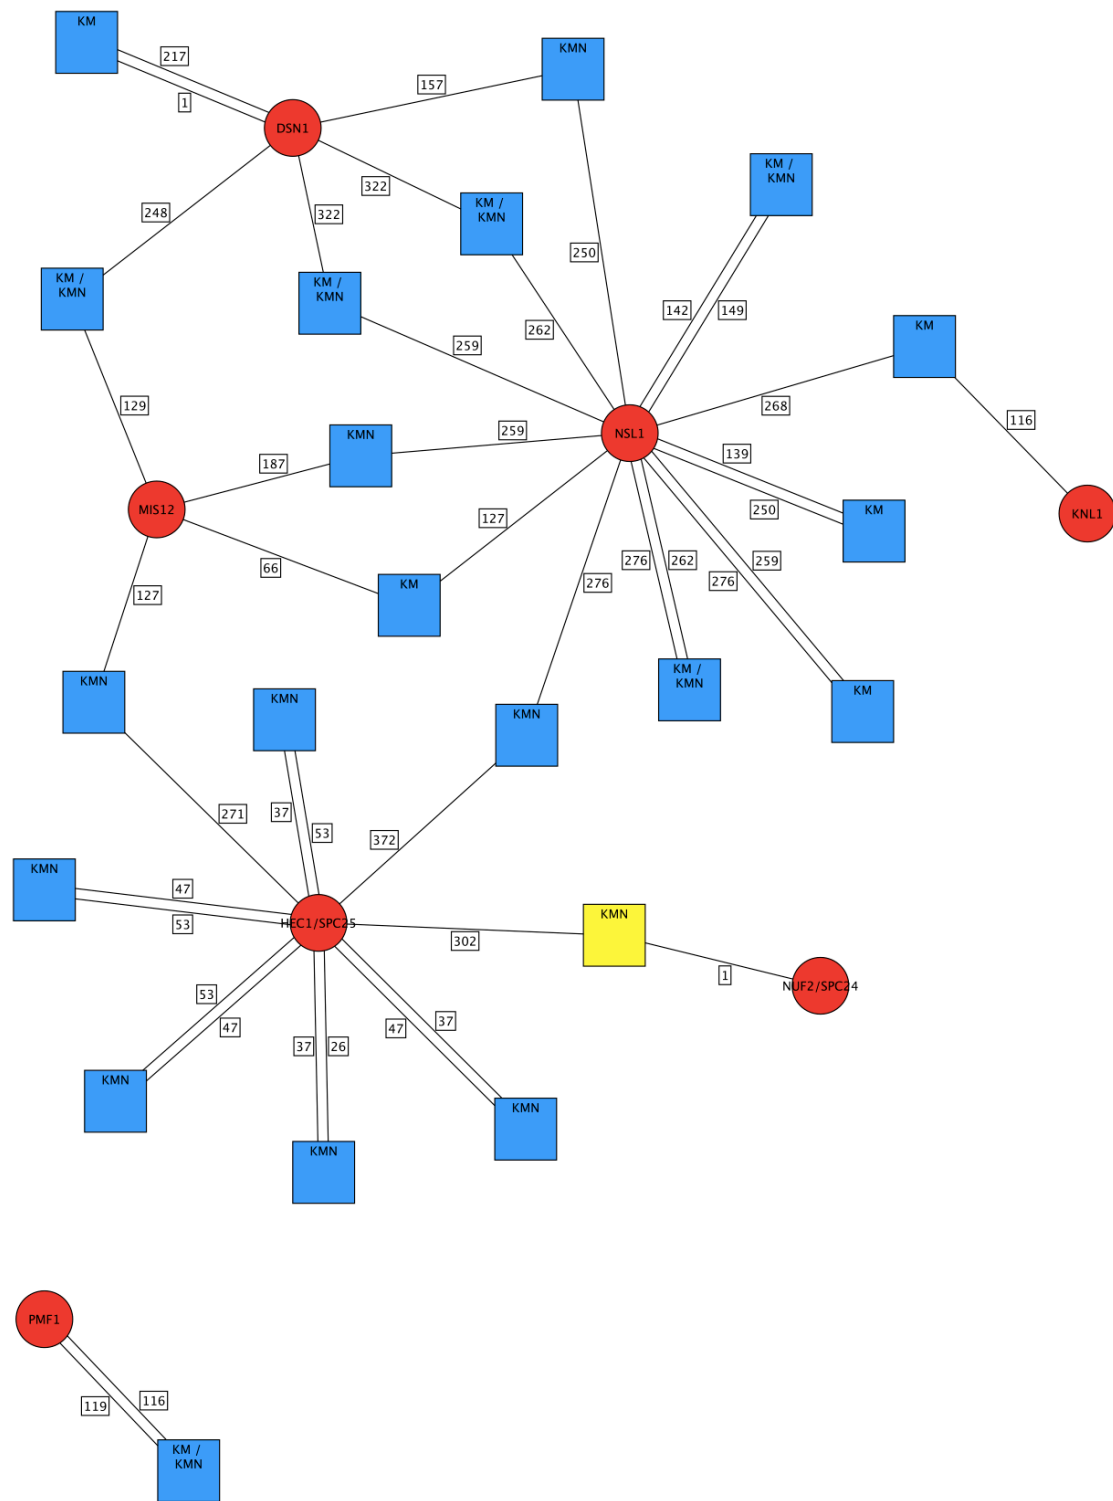 KM
217
1
DSN1
157
KMN
322
322
248
KM /
KMN
KM /
KMN
KM /
KMN
KM /
KMN
250
142
149
262
259
KM
268
116
129
KMN
259
187
NSL1
139
250
KM
KNL1
MIS12
66
127
KM
127
276
276
262
259
276
KMN
KMN
KMN
KM /
KMN
KM
271
37
53
372
KMN
47
53
HEC1/SPC25
302
KMN
1
NUF2/SPC24
53
47
37
26
47
37
KMN
KMN
KMN
PMF1
119
116
KM /
KMN